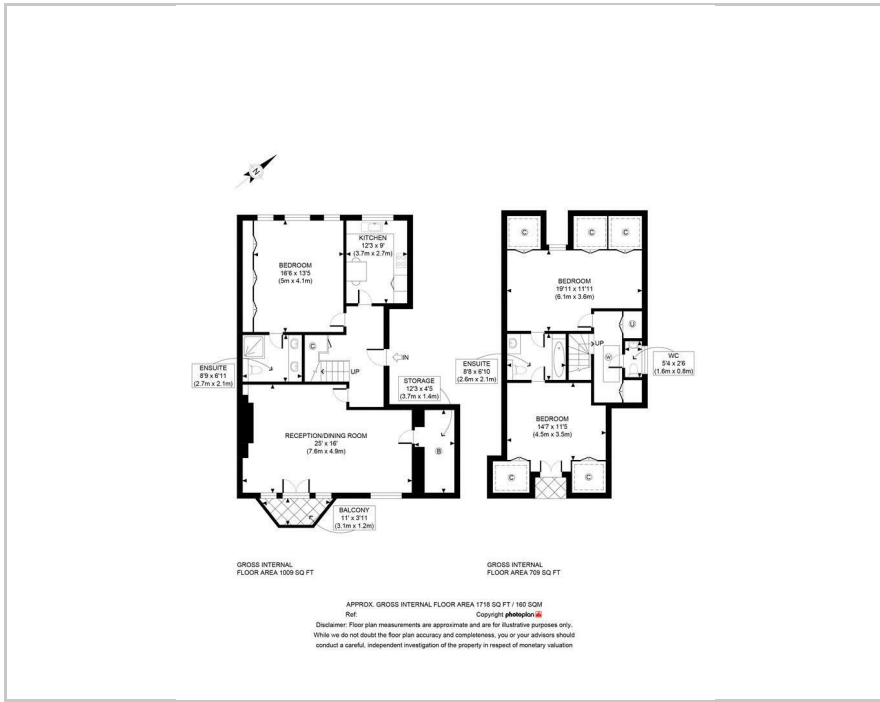 N
KITCHEN
12'3 x 9'
(3.7m x 2.7m)
BEDROOM
16'6 x 13'5
(5m x 4.1m)
C
IN
UP
ENSUITE
8'9 x 6'11
(2.7m x 2.1m)
STORAGE
12'3 x 4'5
(3.7m x 1.4m)
RECEPTION/DINING ROOM
25' x 16'
(7.6m x 4.9m)
B
BALCONY
11' x 3'11
(3.1m x 1.2m)
GROSS INTERNAL
FLOOR AREA 1009 SQ FT
C
C
C
BEDROOM
19'11 x 11'11
(6.1m x 3.6m)
U
UP
W
WC
5'4 x 2'6
(1.6m x 0.8m)
ENSUITE
8'8 x 6'10
(2.6m x 2.1m)
BEDROOM
14'7 x 11'5
(4.5m x 3.5m)
C
C
GROSS INTERNAL
FLOOR AREA 709 SQ FT
APPROX. GROSS INTERNAL FLOOR AREA 1718 SQ FT / 160 SQM
Ref: Copyright photoplan
Disclaimer: Floor plan measurements are approximate and are for illustrative purposes only.
While we do not doubt the floor plan accuracy and completeness, you or your advisors should
conduct a careful, independent investigation of the property in respect of monetary valuation